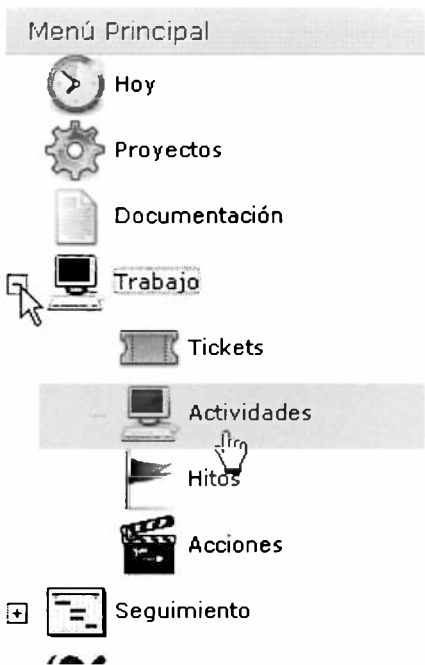 Menú Principal
Hoy
Proyectos
Documentación
Trabajo
Tickets
Actividades
Hitos
Acciones
Seguimiento